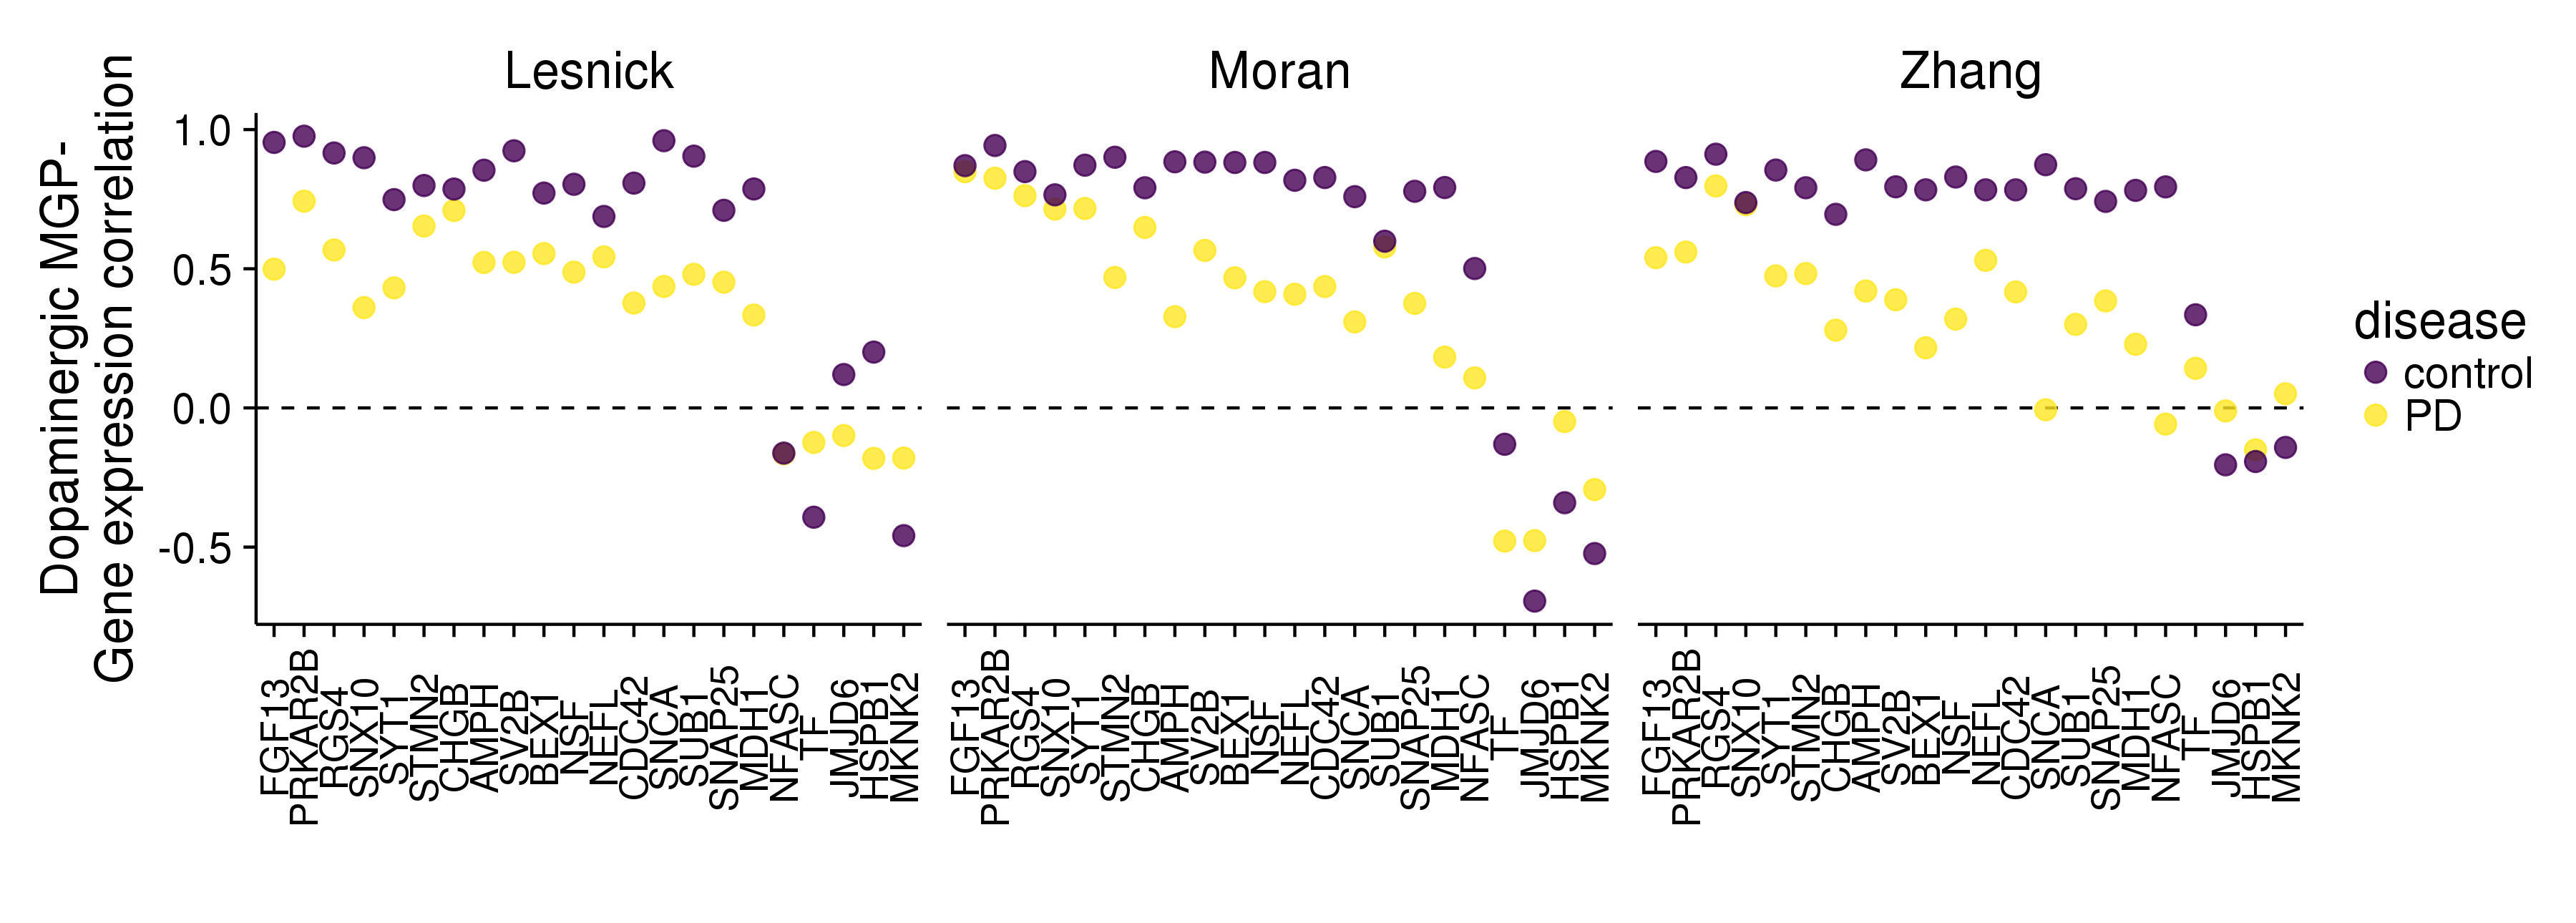 Lesnick
Moran
Zhang
Dopaminergic MGP-
Gene expression correlation
1.0
0.5
0.0
-0.5
FGF13
PRKAR2B
RGS4
SNX10
SYT1
STMN2
CHGB
AMPH
SV2B
BEX1
NSF
NEFL
CDC42
SNCA
SUB1
SNAP25
MDH1
NFASC
TF
JMJD6
HSPB1
MKNK2
FGF13
PRKAR2B
RGS4
SNX10
SYT1
STMN2
CHGB
AMPH
SV2B
BEX1
NSF
NEFL
CDC42
SNCA
SUB1
SNAP25
MDH1
NFASC
TF
JMJD6
HSPB1
MKNK2
FGF13
PRKAR2B
RGS4
SNX10
SYT1
STMN2
CHGB
AMPH
SV2B
BEX1
NSF
NEFL
CDC42
SNCA
SUB1
SNAP25
MDH1
NFASC
TF
JMJD6
HSPB1
MKNK2
disease
control
PD